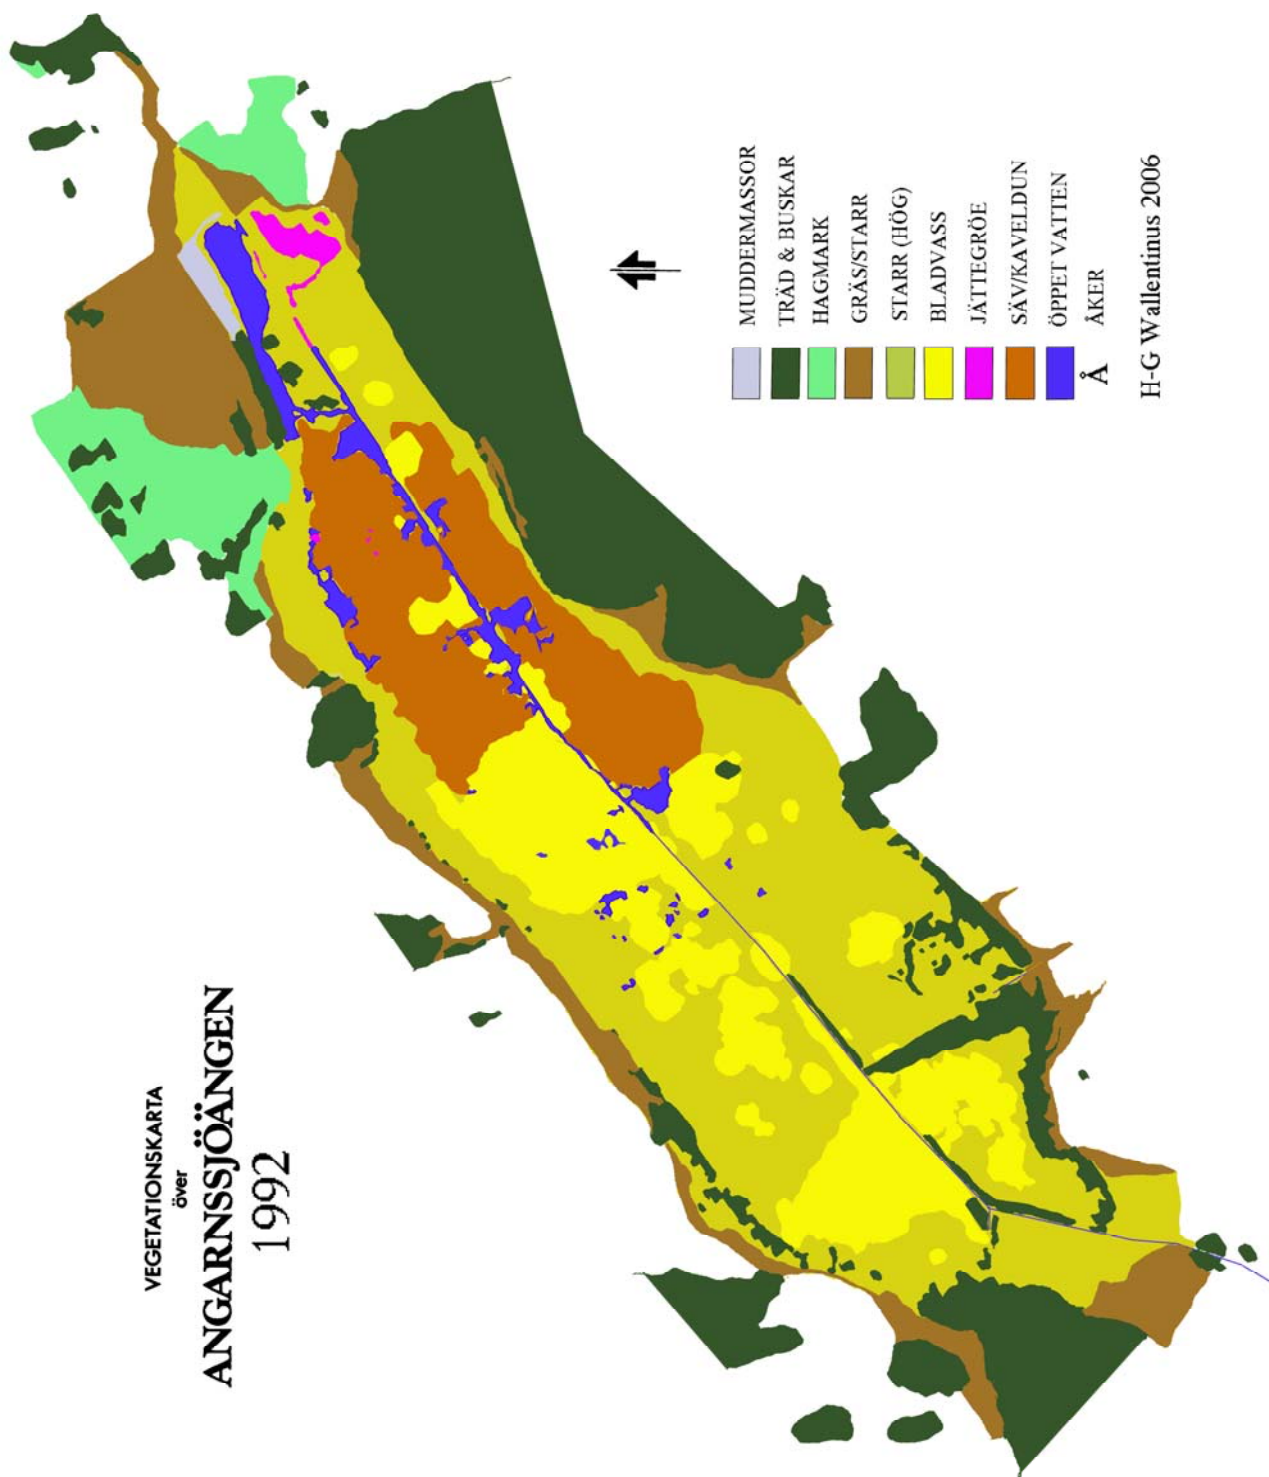 VEGETATIONSKARTA
över
ANGARNSSJÖÄNGEN
1992
MUDDERMASSOR
TRÄD & BUSKAR
HAGMARK
GRÄS/STARR
STARR (HÖG)
BLADVASS
JÄTTEGRÖE
SÄV/KAVELDUN
ÖPPET VATTEN
Å ÅKER
H-G Wallentinus 2006